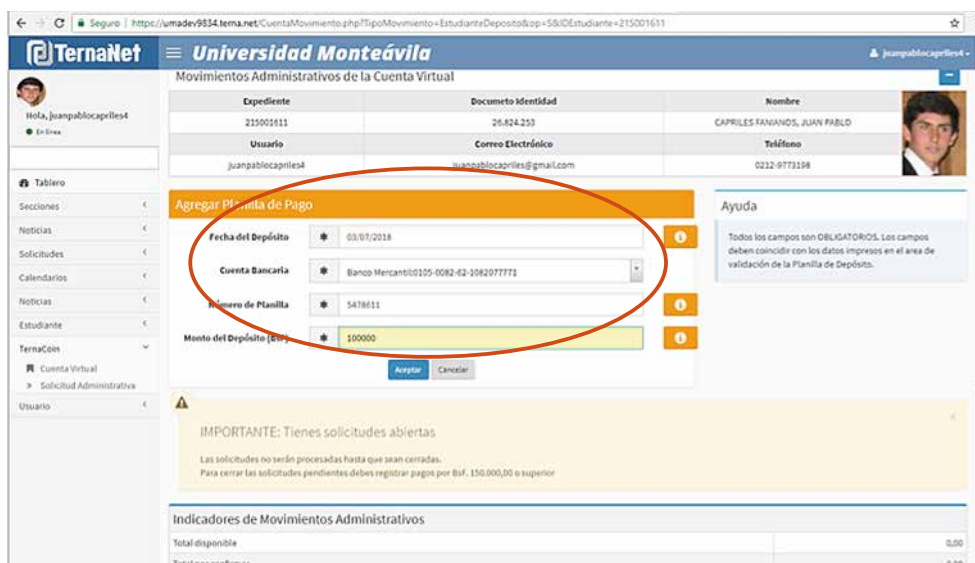 Seguro | https://umadev9834.terna.net/CuentaMovimiento.php?TipoMovimiento=EstudianteDeposito&op=S&IDEstudiante=215001611
TernaNet
Universidad Monteávila
juanpablocapriles4
Hola, juanpablocapriles4
En línea
Tablero
Secciones
Noticias
Solicitudes
Calendarios
Noticias
Estudiante
TernaCoin
Cuenta Virtual
Solicitud Administrativa
Usuario
Movimientos Administrativos de la Cuenta Virtual
Expediente Documeto Identidad Nombre
215001611 26.824.253 CAPRILES JUAN PABLO
Usuario Correo Electrónico Teléfono
juanpablocapriles4 juanpablocapriles@gmail.com 0212-9773198
Agregar Planilla de Pago
Fecha del Depósito 03/07/2018
Cuenta Bancaria Banco Mercantil:0105-0082-62-1082077771
Número de Planilla 5478611
Monto del Depósito (BsF) 100000
Aceptar Cancelar
Ayuda
Todos los campos son OBLIGATORIOS. Los campos
deben coincidir con los datos impresos en el area de
validación de la Planilla de Depósito.
IMPORTANTE: Tienes solicitudes abiertas
Las solicitudes no serán procesadas hasta que sean cerradas.
Para cerrar las solicitudes pendientes debes registrar pagos por BsF. 150.000,00 o superior
Indicadores de Movimientos Administrativos
Total disponible 0,00